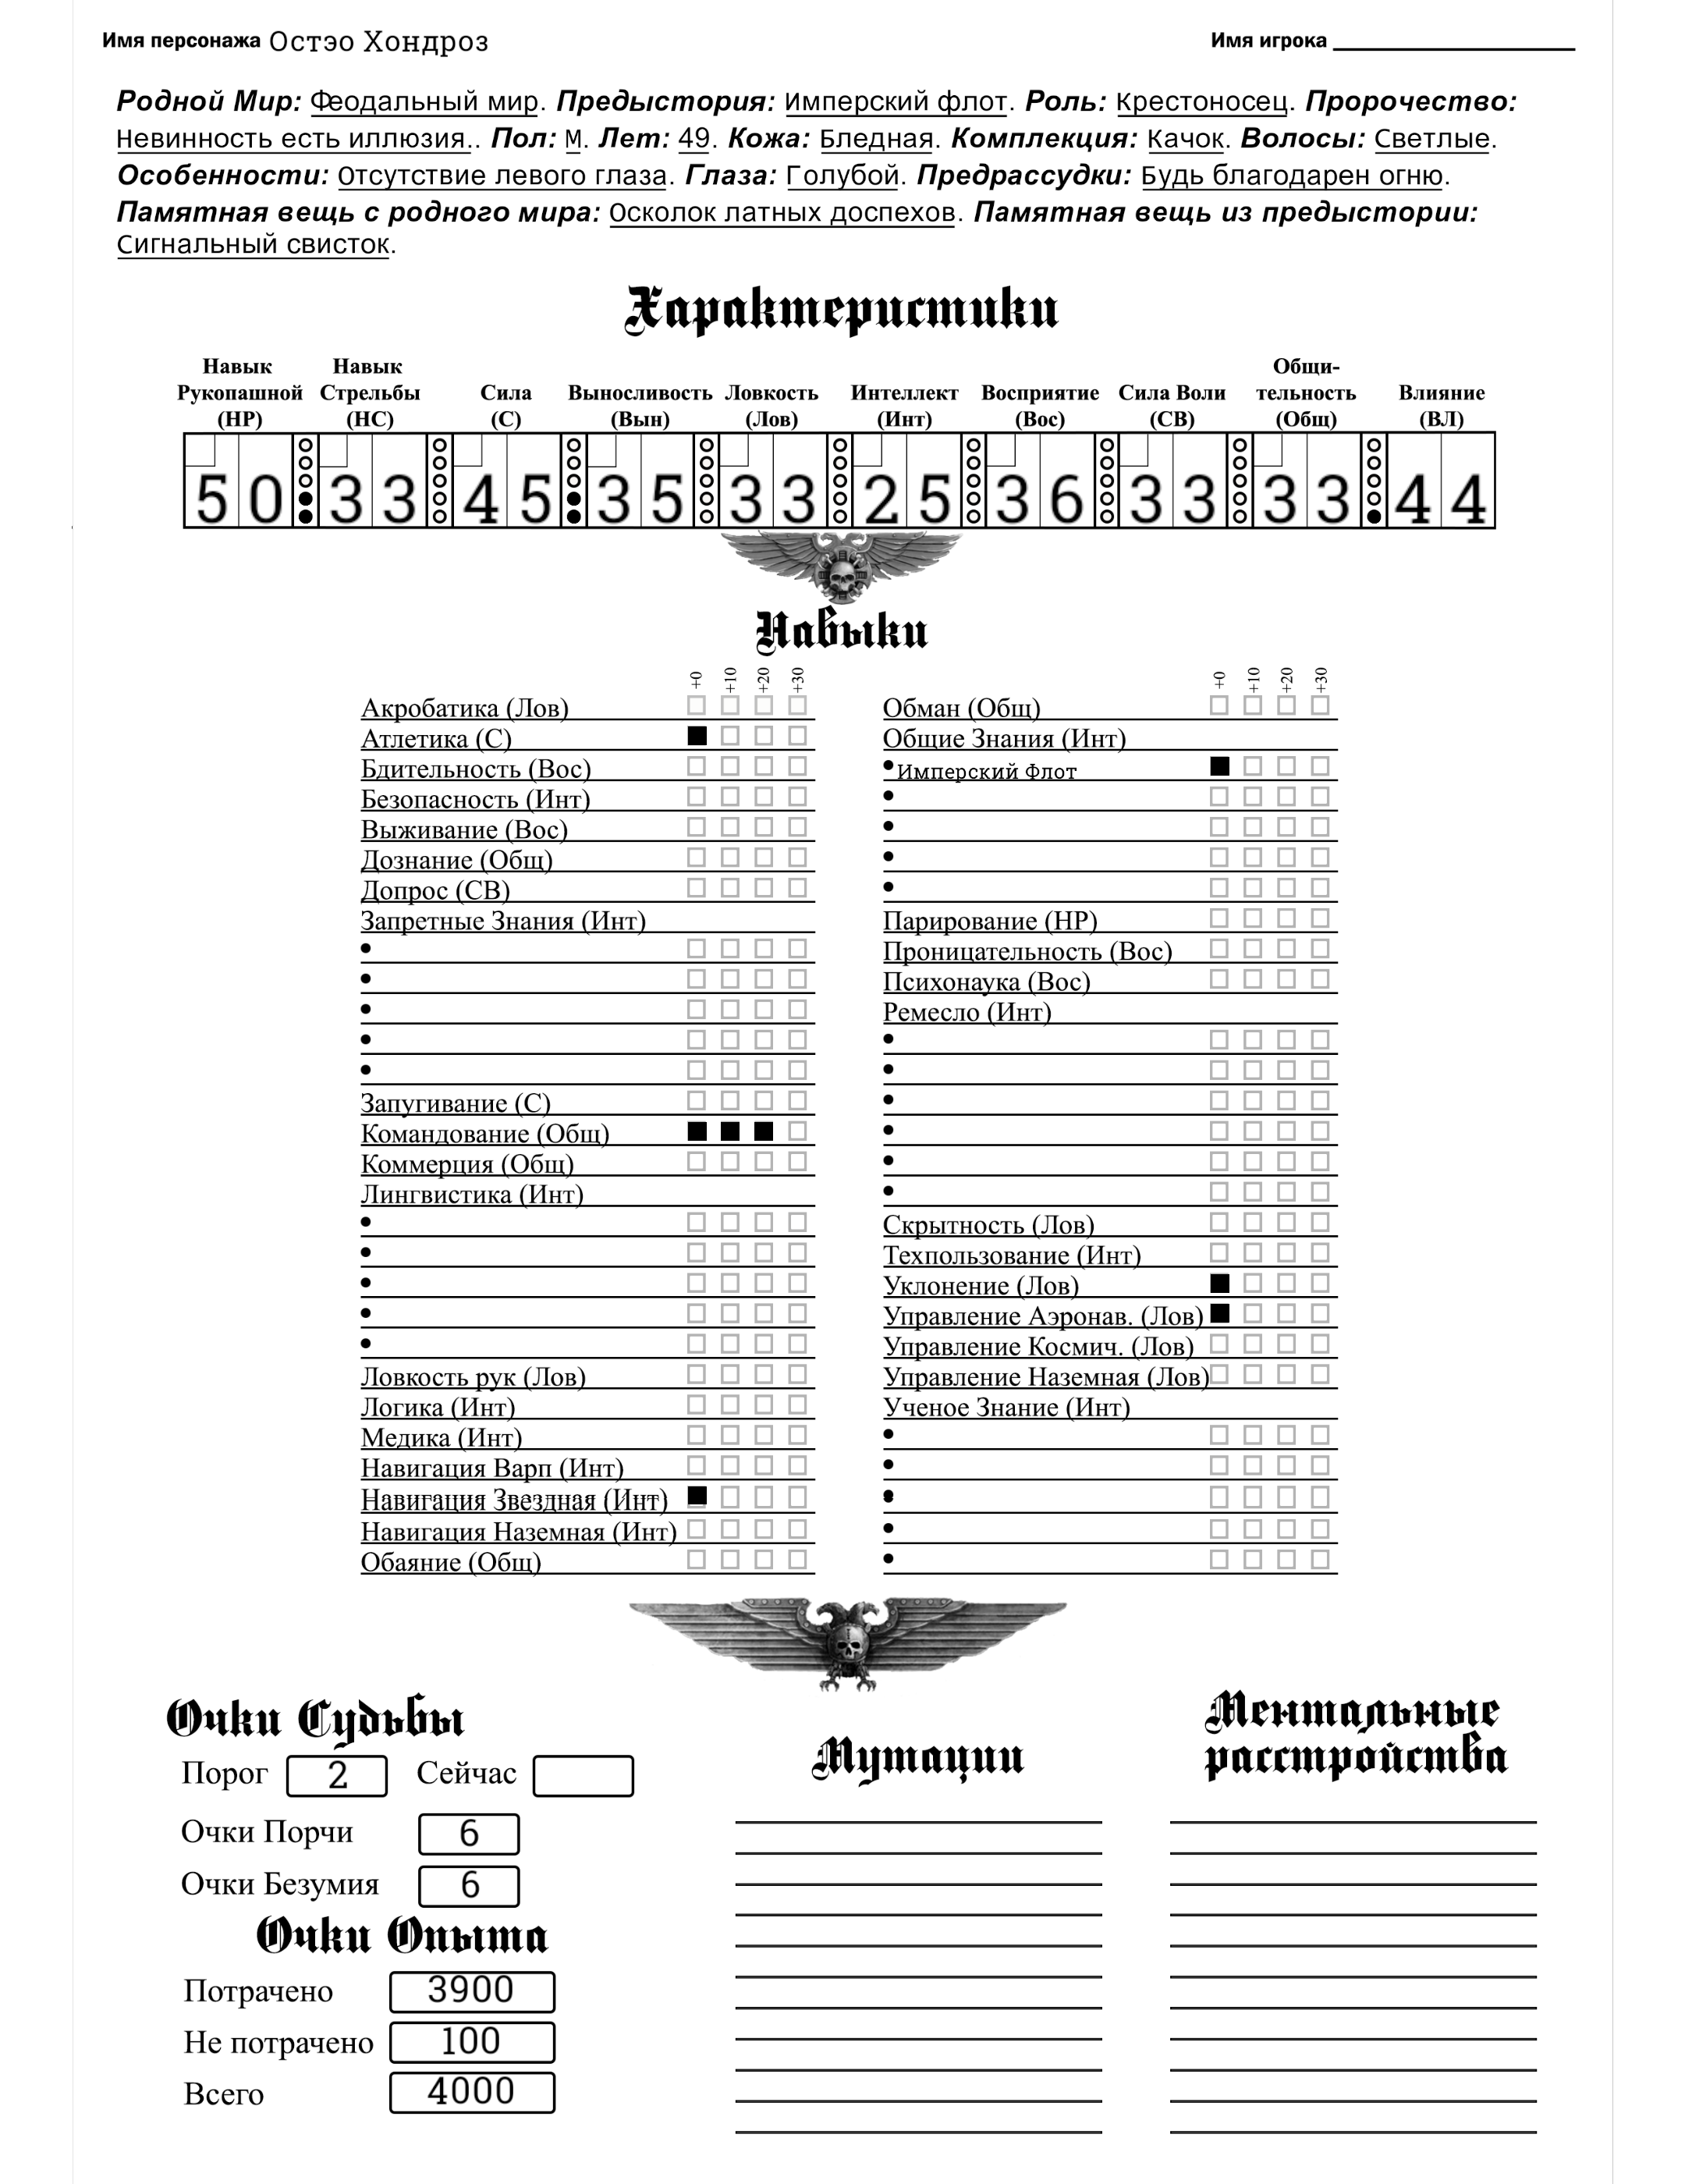 Имя персонажа Остэо Хондроз
Имя игрока
Родной Мир: Феодальный мир. Предыстория: Имперский флот. Роль: Крестоносец. Пророчество:
Невинность есть иллюзия.. Пол: М. Лет: 49. Кожа: Бледная. Комплекция: Качок. Волосы: Светлые.
Особенности: Отсутствие левого глаза. Глаза: Голубой. Предрассудки: Будь благодарен огню.
Памятная вещь с родного мира: Осколок латных доспехов. Памятная вещь из предыстории:
Сигнальный свисток.
Характеристики
Навык Рукопашной (НР)
Навык Стрельбы (НС)
Сила (С)
Выносливость (Вын)
Ловкость (Лов)
Интеллект (Инт)
Восприятие (Вос)
Сила Воли (СВ)
Общи-тельность (Общ)
Влияние (ВЛ)
50 33 45 35 33 25 36 33 33 44
Навыки
+0 +10 +20 +30
Акробатика (Лов)
Атлетика (С)
Бдительность (Вос)
Безопасность (Инт)
Выживание (Вос)
Дознание (Общ)
Допрос (СВ)
Запретные Знания (Инт)
Запугивание (С)
Командование (Общ)
Коммерция (Общ)
Лингвистика (Инт)
Ловкость рук (Лов)
Логика (Инт)
Медика (Инт)
Навигация Варп (Инт)
Навигация Звездная (Инт)
Навигация Наземная (Инт)
Обаяние (Общ)
+0 +10 +20 +30
Обман (Общ)
Общие Знания (Инт)
•Имперский Флот
Парирование (НР)
Проницательность (Вос)
Психонаука (Вос)
Ремесло (Инт)
Скрытность (Лов)
Техпользование (Инт)
Уклонение (Лов)
Управление Аэронав. (Лов)
Управление Космич. (Лов)
Управление Наземная (Лов)
Ученое Знание (Инт)
Очки Судьбы
Порог 2 Сейчас
Очки Порчи 6
Очки Безумия 6
Очки Опыта
Потрачено 3900
Не потрачено 100
Всего 4000
Мутации
Ментальные
расстройства